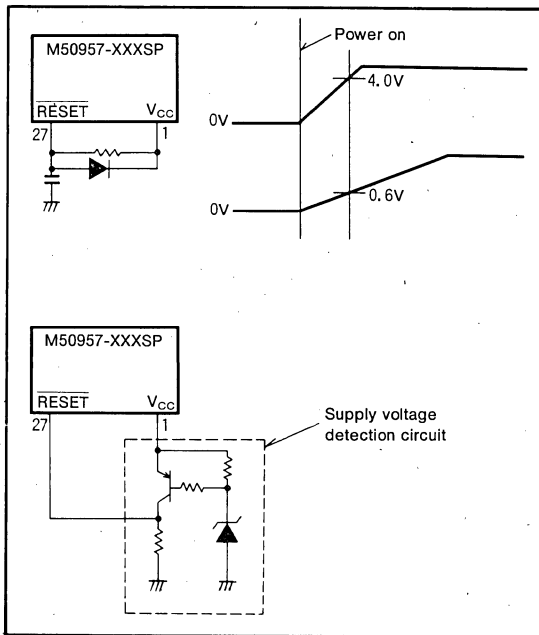 M50957-XXXSP
RESET
VCC
27
1
Power on
4.0V
0V
0.6V
0V
M50957-XXXSP
RESET
VCC
27
1
Supply voltage
detection circuit